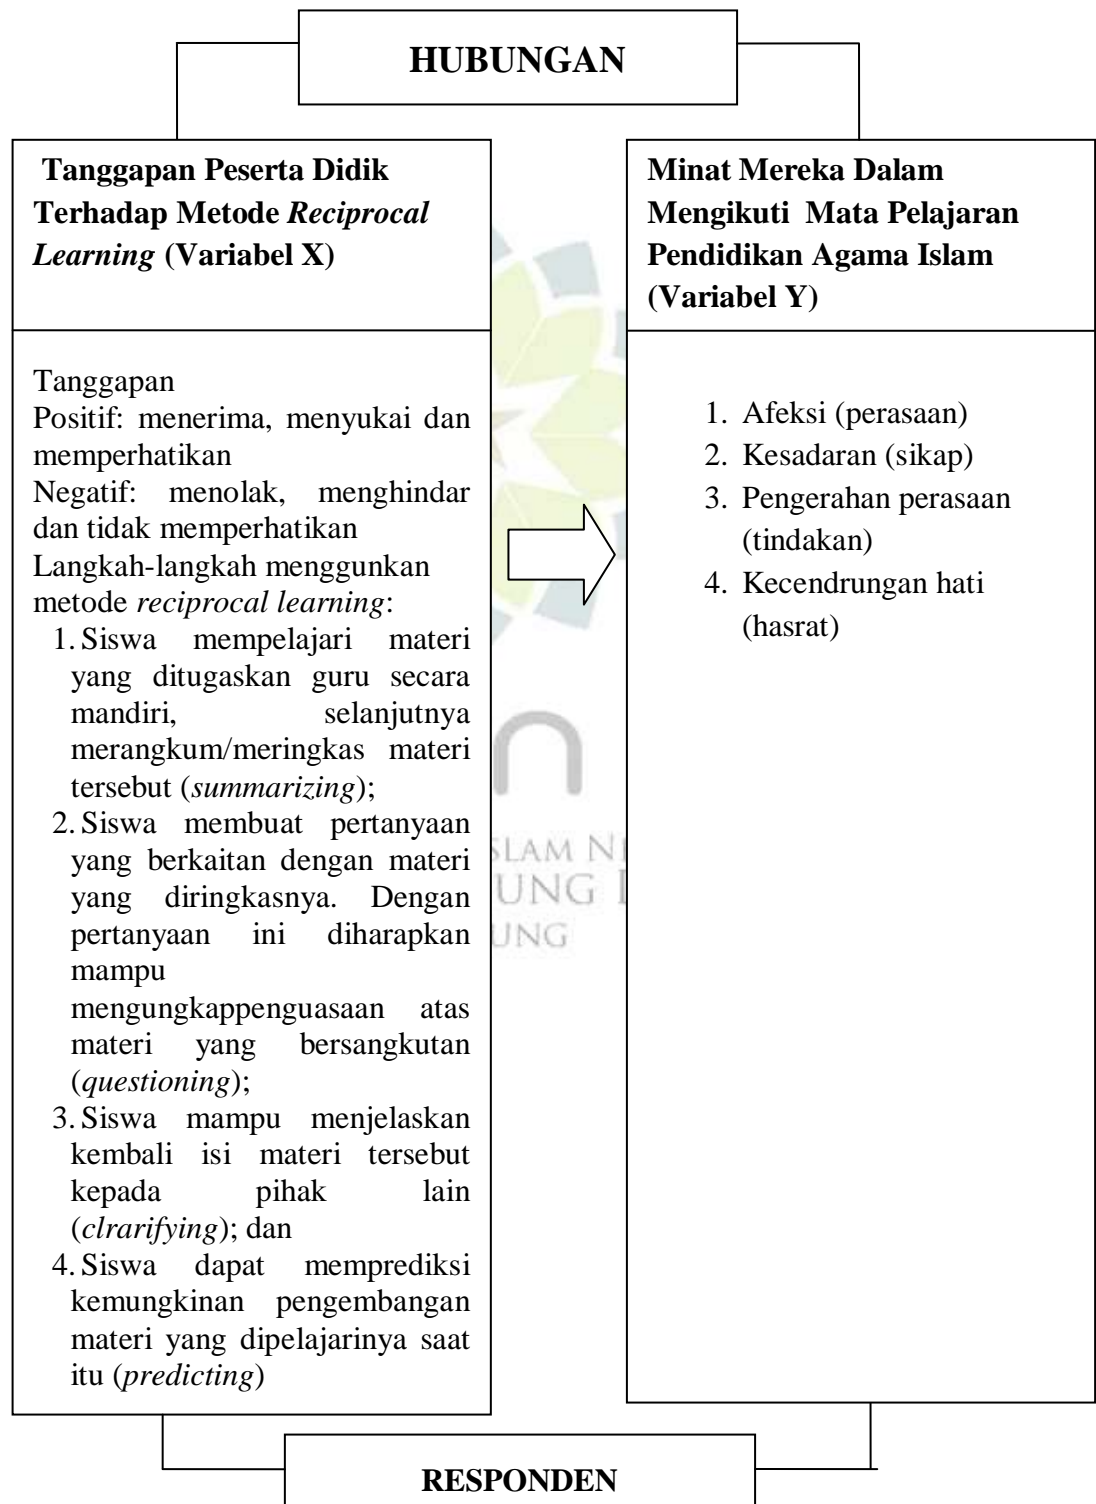 HUBUNGAN
Tanggapan Peserta Didik
Terhadap Metode Reciprocal
Learning (Variabel X)
Tanggapan
Positif: menerima, menyukai dan
memperhatikan
Negatif: menolak, menghindar
dan tidak memperhatikan
Langkah-langkah menggunkan
metode reciprocal learning:
1. Siswa mempelajari materi
yang ditugaskan guru secara
mandiri, selanjutnya
merangkum/meringkas materi
tersebut (summarizing);
2. Siswa membuat pertanyaan
yang berkaitan dengan materi
yang diringkasnya. Dengan
pertanyaan ini diharapkan
mampu
mengungkappenguasaan atas
materi yang bersangkutan
(questioning);
3. Siswa mampu menjelaskan
kembali isi materi tersebut
kepada pihak lain
(clrarifying); dan
4. Siswa dapat memprediksi
kemungkinan pengembangan
materi yang dipelajarinya saat
itu (predicting)
Minat Mereka Dalam
Mengikuti Mata Pelajaran
Pendidikan Agama Islam
(Variabel Y)
1. Afeksi (perasaan)
2. Kesadaran (sikap)
3. Pengerahan perasaan
(tindakan)
4. Kecendrungan hati
(hasrat)
SLAM N
UNG
UNG
RESPONDEN